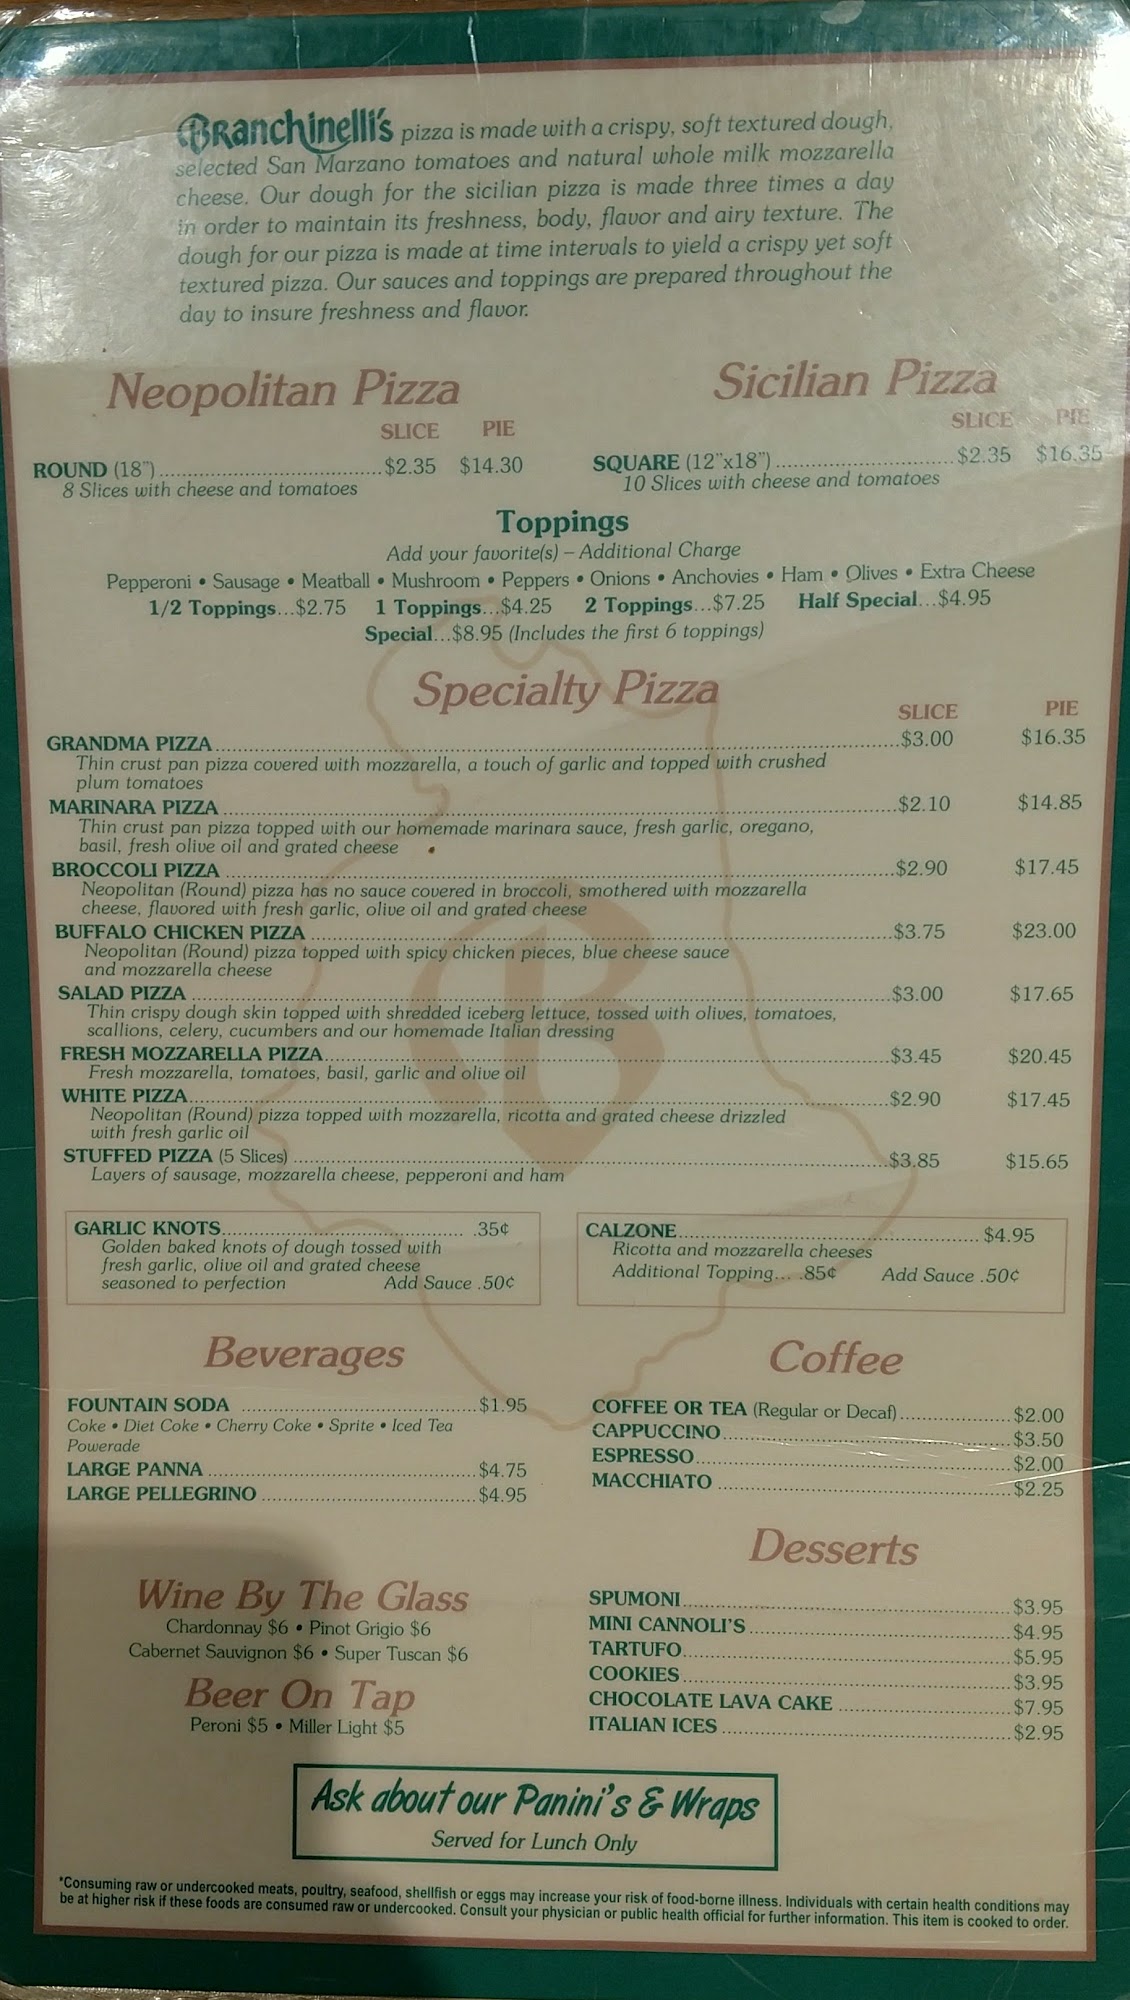 Branchinelli's pizza is made with a crispy, soft textured dough,
selected San Marzano tomatoes and natural whole milk mozzarella
cheese. Our dough for the sicilian pizza is made three times a day
in order to maintain its freshness, body, flavor and airy texture. The
dough for our pizza is made at time intervals to yield a crispy yet soft
textured pizza. Our sauces and toppings are prepared throughout the
day to insure freshness and flavor.
Neopolitan Pizza
SLICE PIE
ROUND (18")................................$2.35 $14.30
8 Slices with cheese and tomatoes
Sicilian Pizza
SLICE PIE
SQUARE (12"x18")..........................$2.35 $16.35
10 Slices with cheese and tomatoes
Toppings
Add your favorite(s) – Additional Charge
Pepperoni • Sausage • Meatball • Mushroom • Peppers • Onions • Anchovies • Ham • Olives • Extra Cheese
1/2 Toppings...$2.75 1 Toppings...$4.25 2 Toppings...$7.25 Half Special...$4.95
Special...$8.95 (Includes the first 6 toppings)
Specialty Pizza
SLICE PIE
GRANDMA PIZZA..........$3.00 $16.35
Thin crust pan pizza covered with mozzarella, a touch of garlic and topped with crushed
plum tomatoes
MARINARA PIZZA..........$2.10 $14.85
Thin crust pan pizza topped with our homemade marinara sauce, fresh garlic, oregano,
basil, fresh olive oil and grated cheese
BROCCOLI PIZZA..........$2.90 $17.45
Neopolitan (Round) pizza has no sauce covered in broccoli, smothered with mozzarella
cheese, flavored with fresh garlic, olive oil and grated cheese
BUFFALO CHICKEN PIZZA..........$3.75 $23.00
Neopolitan (Round) pizza topped with spicy chicken pieces, blue cheese sauce
and mozzarella cheese
SALAD PIZZA..........$3.00 $17.65
Thin crispy dough skin topped with shredded iceberg lettuce, tossed with olives, tomatoes,
scallions, celery, cucumbers and our homemade Italian dressing
FRESH MOZZARELLA PIZZA..........$3.45 $20.45
Fresh mozzarella, tomatoes, basil, garlic and olive oil
WHITE PIZZA..........$2.90 $17.45
Neopolitan (Round) pizza topped with mozzarella, ricotta and grated cheese drizzled
with fresh garlic oil
STUFFED PIZZA (5 Slices)..........$3.85 $15.65
Layers of sausage, mozzarella cheese, pepperoni and ham
B
GARLIC KNOTS.......... .35¢
Golden baked knots of dough tossed with
fresh garlic, olive oil and grated cheese
seasoned to perfection Add Sauce .50¢
CALZONE..........$4.95
Ricotta and mozzarella cheeses
Additional Topping... .85¢ Add Sauce .50¢
Beverages
FOUNTAIN SODA..........$1.95
Coke • Diet Coke • Cherry Coke • Sprite • Iced Tea
Powerade
LARGE PANNA..........$4.75
LARGE PELLEGRINO..........$4.95
Coffee
COFFEE OR TEA (Regular or Decaf)..........$2.00
CAPPUCCINO..........$3.50
ESPRESSO..........$2.00
MACCHIATO..........$2.25
Wine By The Glass
Chardonnay $6 • Pinot Grigio $6
Cabernet Sauvignon $6 • Super Tuscan $6
Beer On Tap
Peroni $5 • Miller Light $5
Desserts
SPUMONI..........$3.95
MINI CANNOLI'S..........$4.95
TARTUFO..........$5.95
COOKIES..........$3.95
CHOCOLATE LAVA CAKE..........$7.95
ITALIAN ICES..........$2.95
Ask about our Panini's & Wraps
Served for Lunch Only
*Consuming raw or undercooked meats, poultry, seafood, shellfish or eggs may increase your risk of food-borne illness. Individuals with certain health conditions may
be at higher risk if these foods are consumed raw or undercooked. Consult your physician or public health official for further information. This item is cooked to order.